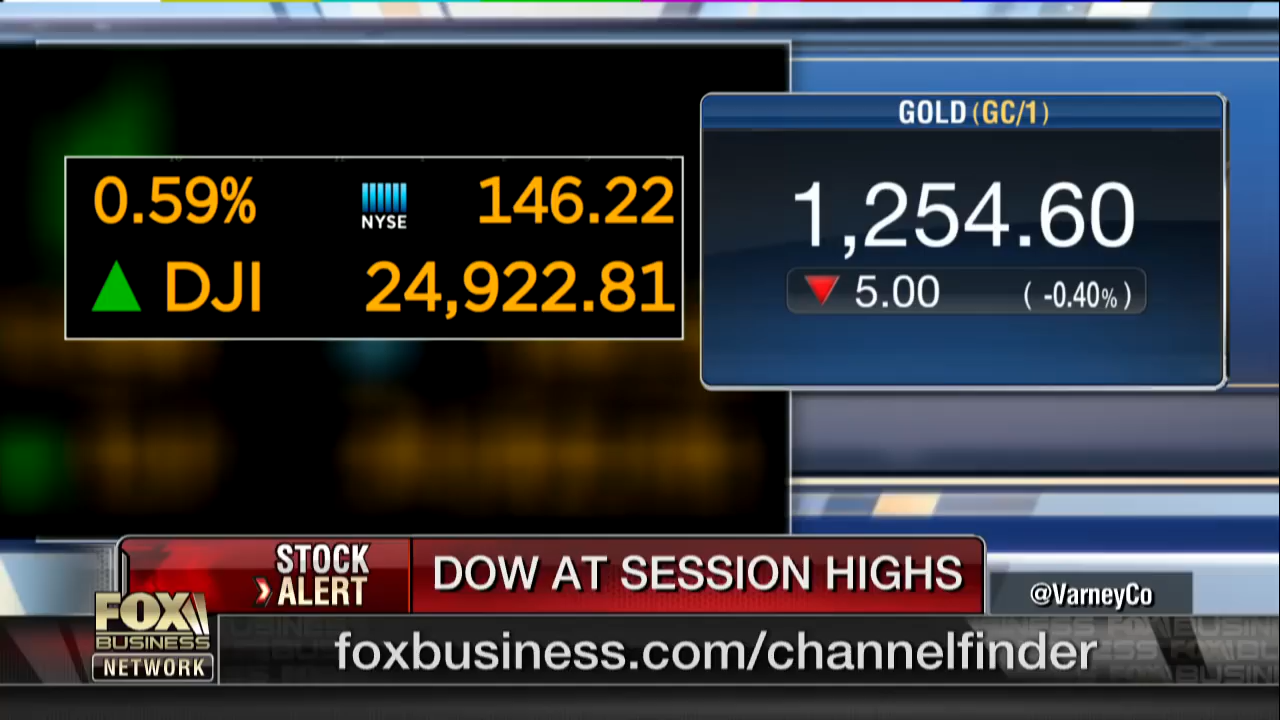 0.59% NYSE 146.22
▲ DJI 24,922.81
GOLD (GC/1)
1,254.60
▼ 5.00 ( -0.40% )
STOCK ALERT
DOW AT SESSION HIGHS
@VarneyCo
FOX
BUSINESS
NETWORK
foxbusiness.com/channelfinder